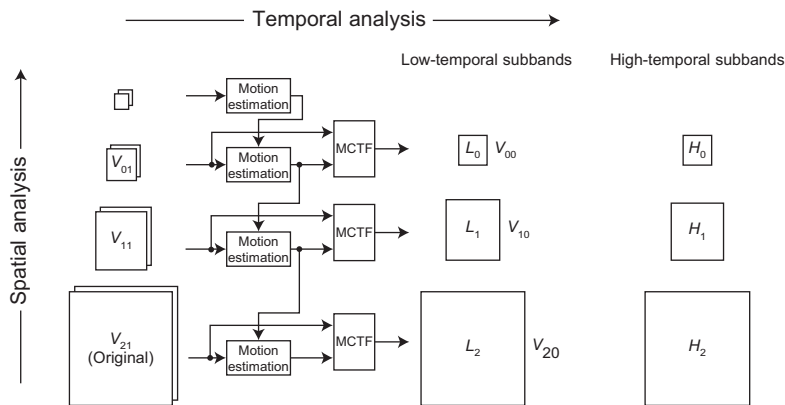 Temporal analysis
Low-temporal subbands
High-temporal subbands
Spatial analysis
Motion
estimation
V01
Motion
estimation
MCTF
L0
V00
H0
V11
Motion
estimation
MCTF
L1
V10
H1
V21
(Original)
Motion
estimation
MCTF
L2
V20
H2